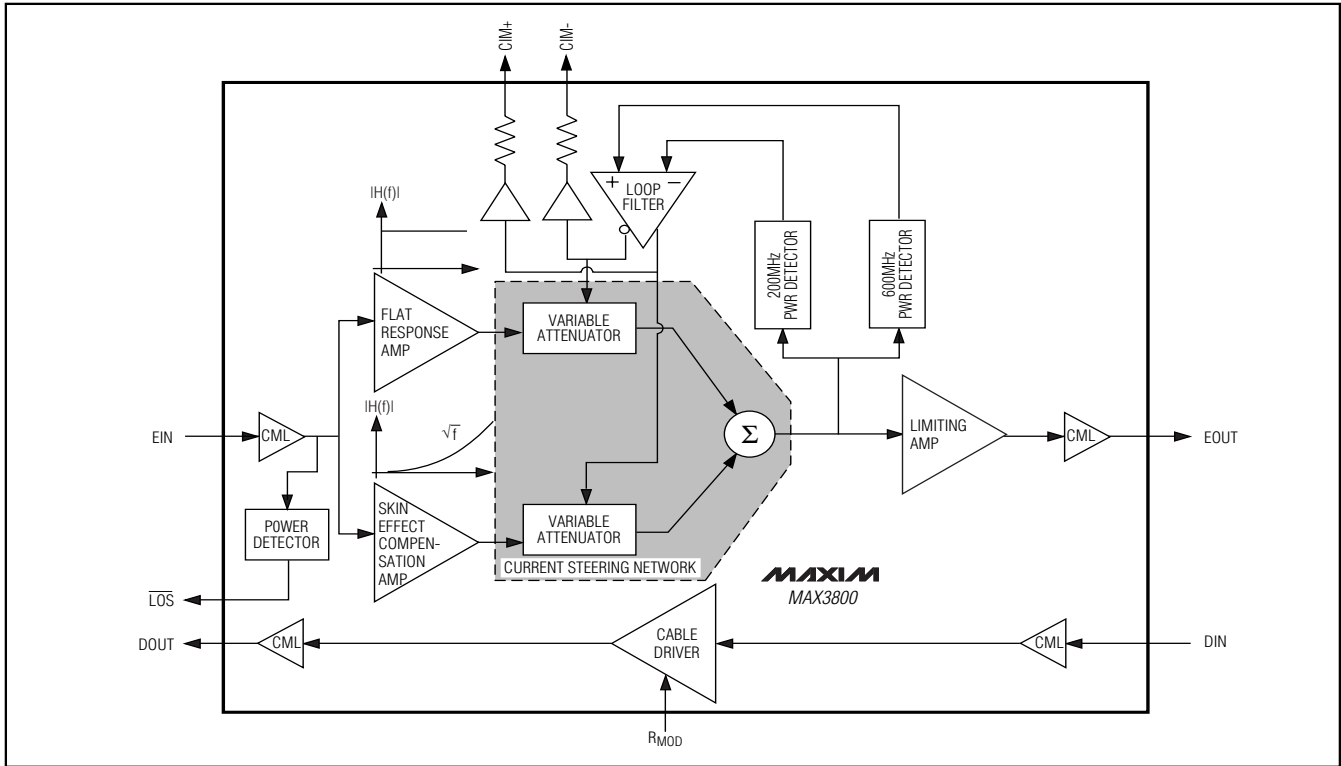 CIM+
CIM-
+
−
LOOP
FILTER
|H(f)|
200MHz
PWR DETECTOR
600MHz
PWR DETECTOR
FLAT
RESPONSE
AMP
VARIABLE
ATTENUATOR
|H(f)|
√f
EIN
CML
Σ
LIMITING
AMP
CML
EOUT
POWER
DETECTOR
SKIN
EFFECT
COMPEN-
SATION
AMP
VARIABLE
ATTENUATOR
CURRENT STEERING NETWORK
MAXIM
MAX3800
L̅O̅S̅
DOUT
CML
CABLE
DRIVER
CML
DIN
RMOD